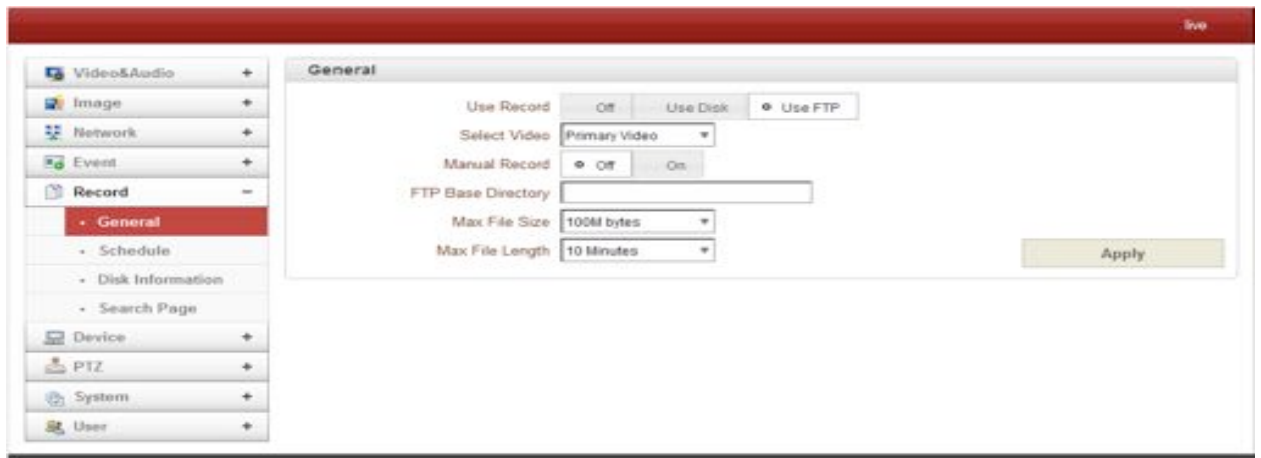 live
Video&Audio +
Image +
Network +
Event +
Record -
- General
- Schedule
- Disk Information
- Search Page
Device +
PTZ +
System +
User +
General
Use Record Off Use Disk Use FTP
Select Video Primary Video
Manual Record Off On
FTP Base Directory
Max File Size 100M bytes
Max File Length 10 Minutes
Apply